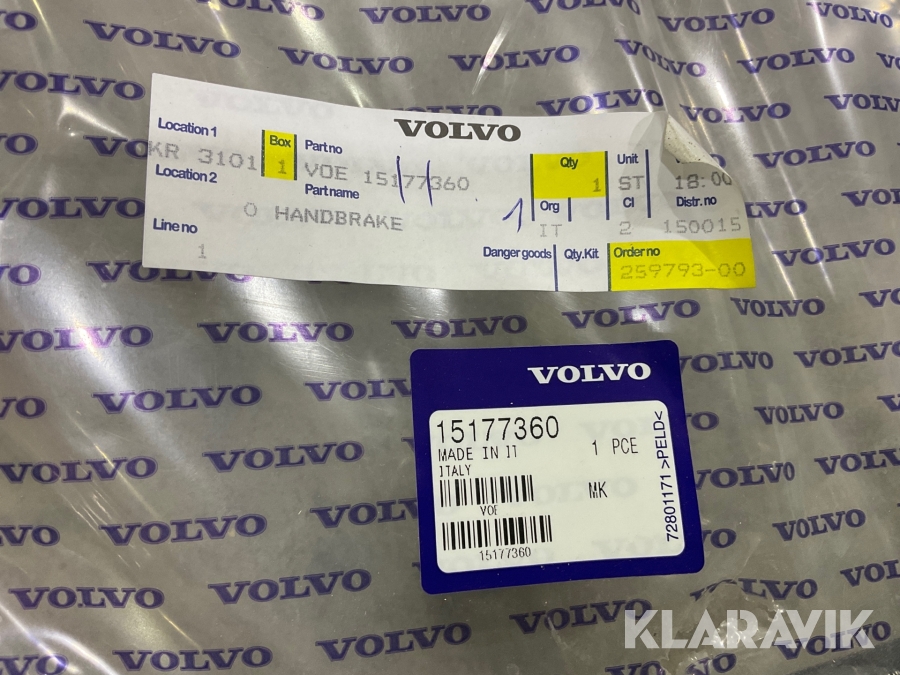 VOLVO
Location 1
Box
Part no
Qty
Unit
KR 3101 1 VOE 15177360 1 ST 18:00
Location 2
Part name
Org
Cl
Distr. no
O HANDBRAKE
1
IT 2 150015
Line no
1
Danger goods
Qty.Kit
Order no
259793-00
VOLVO
15177360
1 PCE
MADE IN IT
ITALY
MK
VOE
15177360
72801171 >PELD<
KLARAVIK